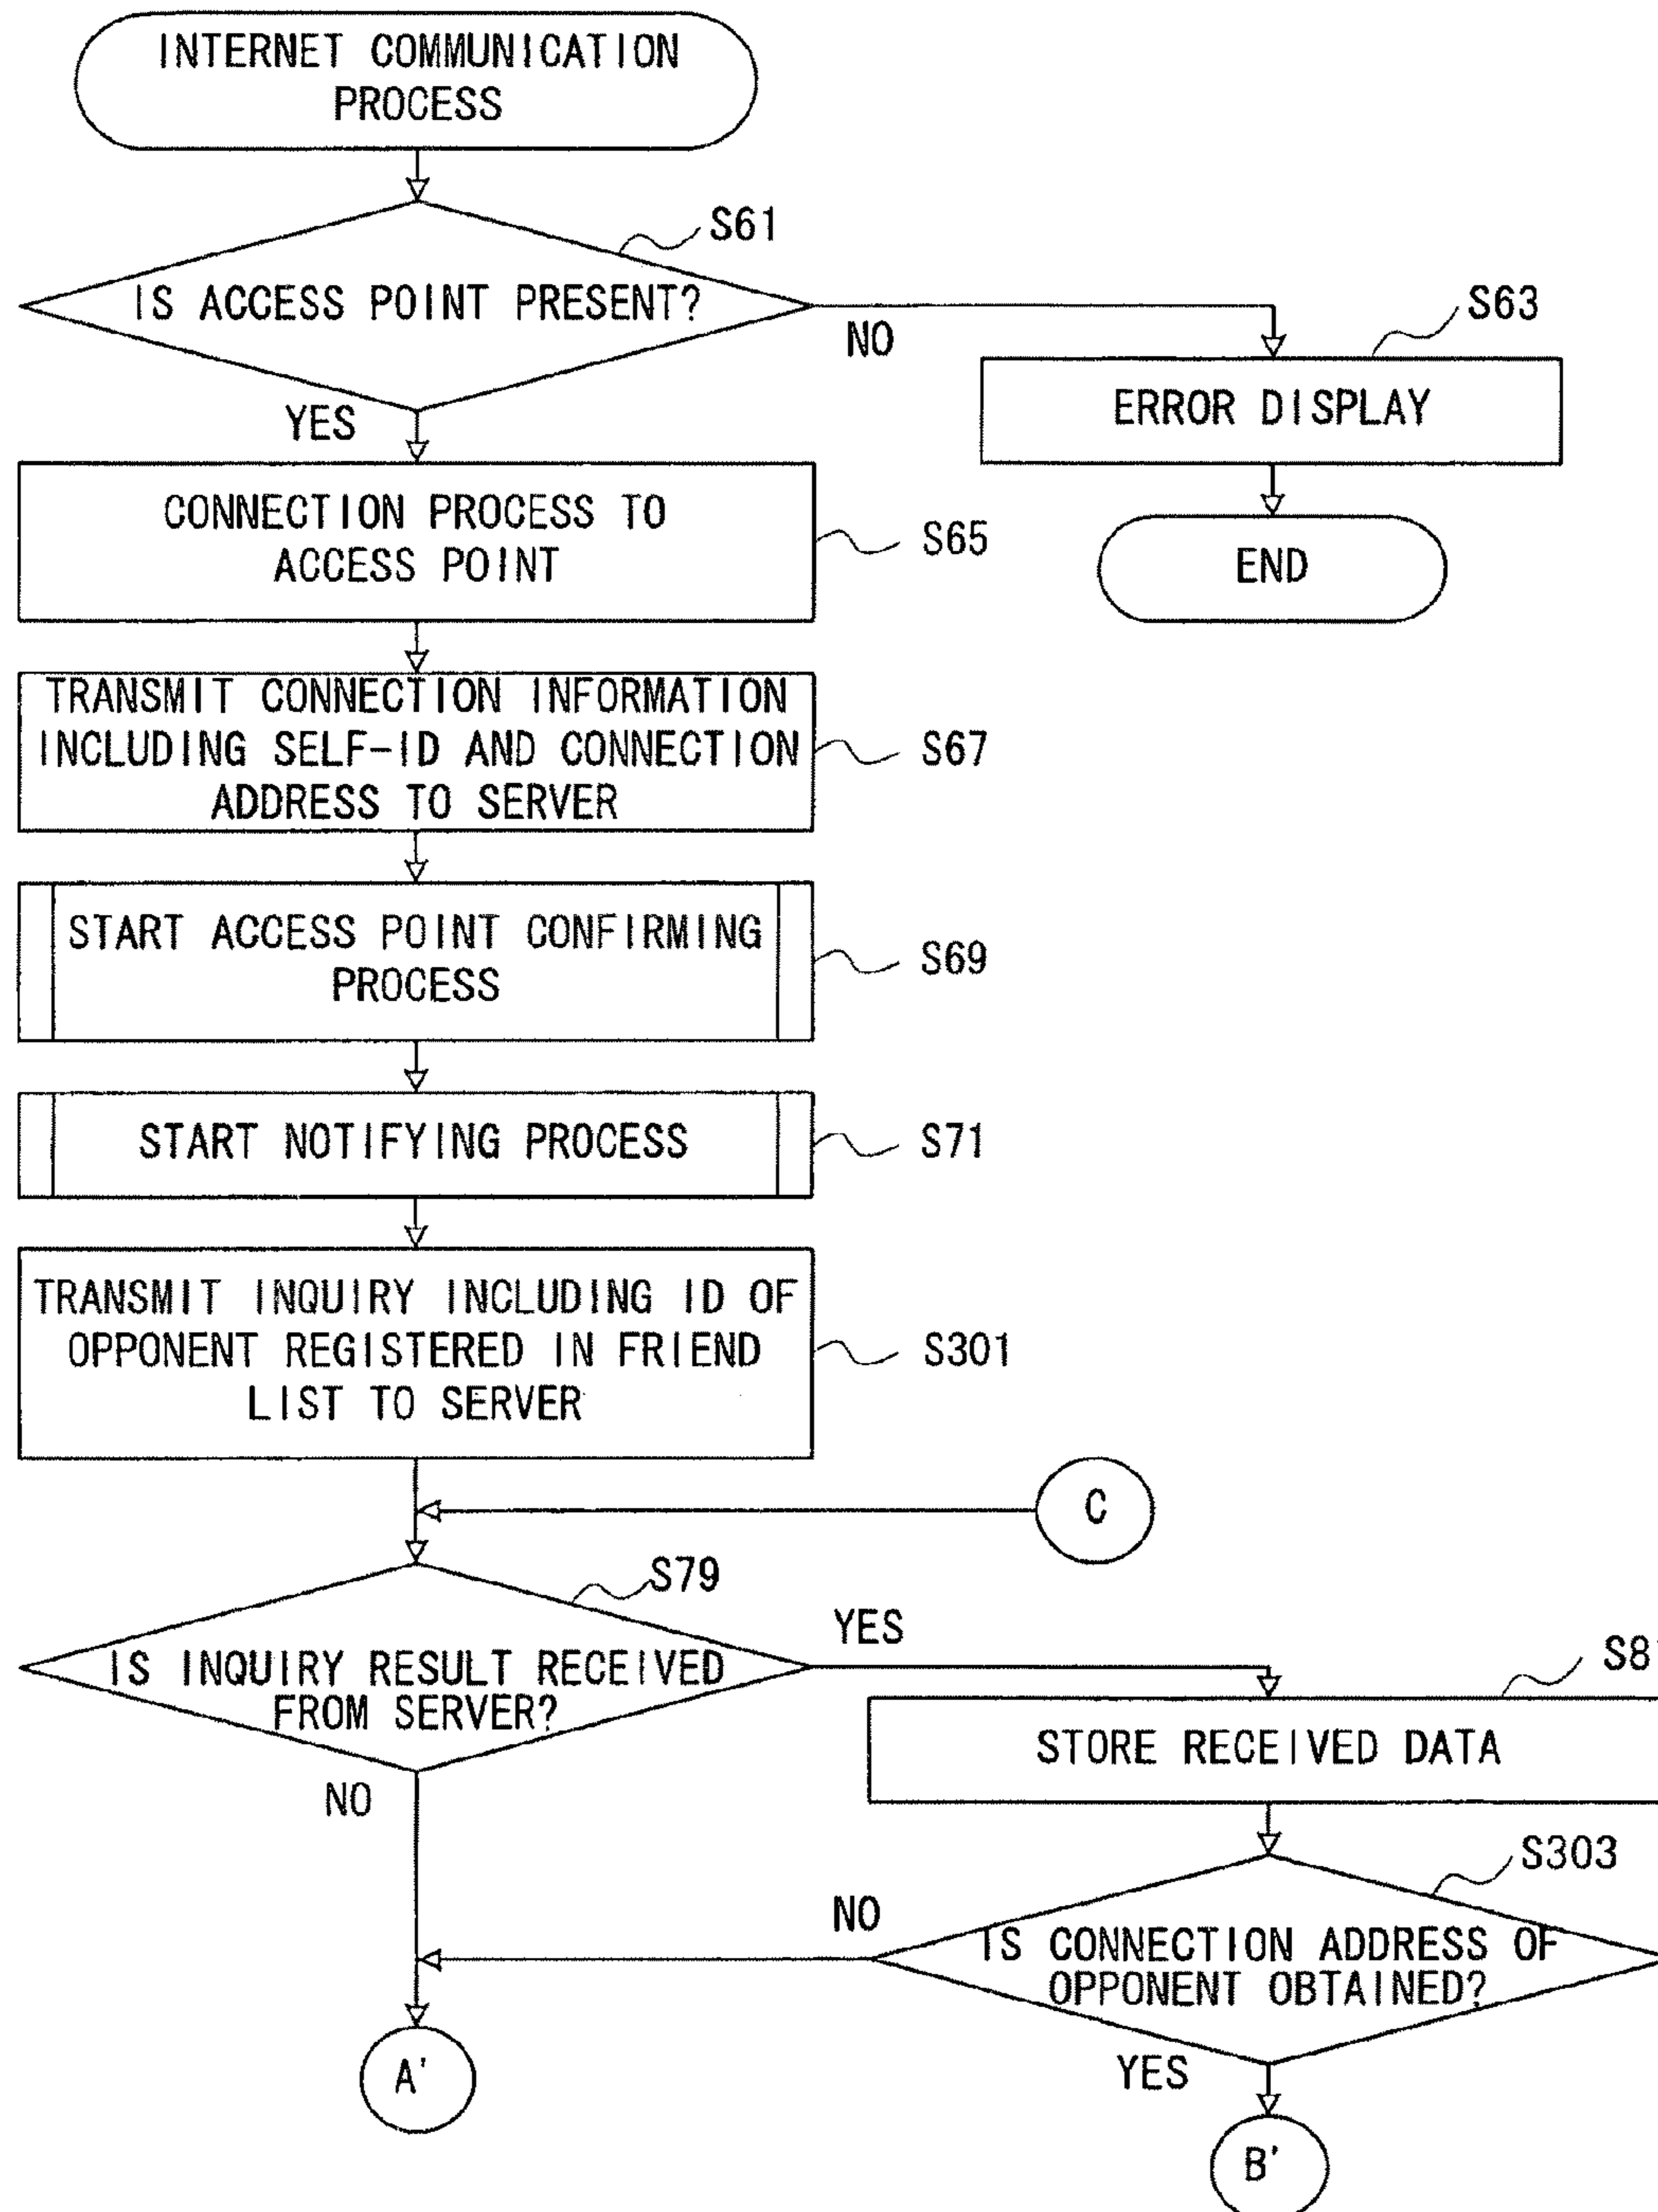 INTERNET COMMUNICATION
PROCESS
S61
IS ACCESS POINT PRESENT?
NO
S63
ERROR DISPLAY
END
YES
CONNECTION PROCESS TO
ACCESS POINT
S65
TRANSMIT CONNECTION INFORMATION
INCLUDING SELF-ID AND CONNECTION
ADDRESS TO SERVER
S67
START ACCESS POINT CONFIRMING
PROCESS
S69
START NOTIFYING PROCESS
S71
TRANSMIT INQUIRY INCLUDING ID OF
OPPONENT REGISTERED IN FRIEND
LIST TO SERVER
S301
C
S79
IS INQUIRY RESULT RECEIVED
FROM SERVER?
YES
NO
STORE RECEIVED DATA
S303
IS CONNECTION ADDRESS OF
OPPONENT OBTAINED?
NO
YES
A'
B'